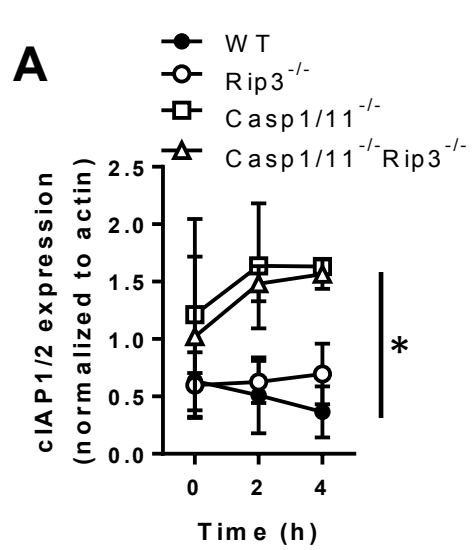 A
WT
Rip3-/-
Casp1/11-/-
Casp1/11-/-Rip3-/-
cIAP1/2 expression
(normalized to actin)
2.5
2.0
1.5
1.0
0.5
0.0
*
0 2 4
Time (h)